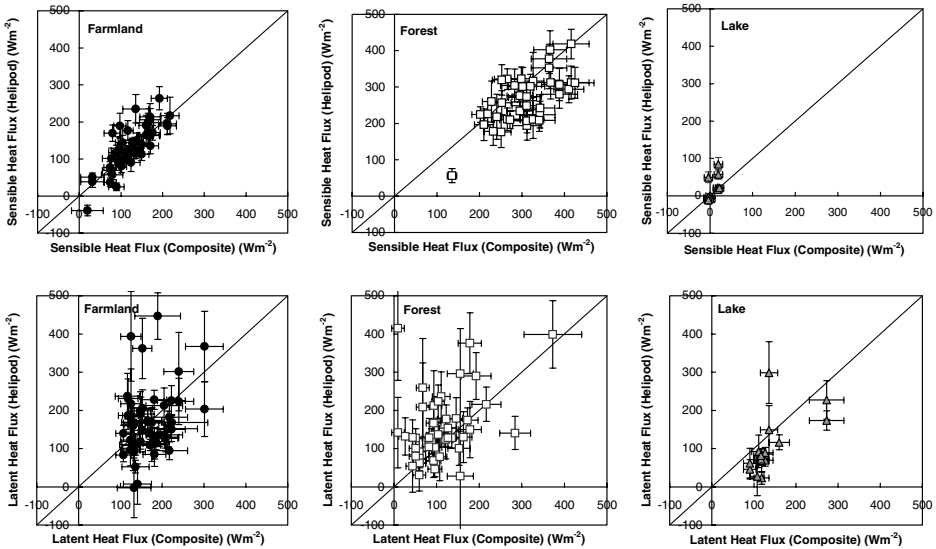 Farmland
Sensible Heat Flux (Helipod) (Wm-2)
500
400
300
200
100
0
-100
-100 0 100 200 300 400 500
Sensible Heat Flux (Composite) (Wm-2)
Forest
Sensible Heat Flux (Helipod) (Wm-2)
500
400
300
200
100
0
-100
-100 0 100 200 300 400 500
Sensible Heat Flux (Composite) (Wm-2)
Lake
Sensible Heat Flux (Helipod) (Wm-2)
500
400
300
200
100
0
-100
-100 0 100 200 300 400 500
Sensible Heat Flux (Composite) (Wm-2)
Farmland
Latent Heat Flux (Helipod) (Wm-2)
500
400
300
200
100
0
-100
-100 0 100 200 300 400 500
Latent Heat Flux (Composite) (Wm-2)
Forest
Latent Heat Flux (Helipod) (Wm-2)
500
400
300
200
100
0
-100
-100 0 100 200 300 400 500
Latent Heat Flux (Composite) (Wm-2)
Lake
Latent Heat Flux (Helipod) (Wm-2)
500
400
300
200
100
0
-100
-100 0 100 200 300 400 500
Latent Heat Flux (Composite) (Wm-2)